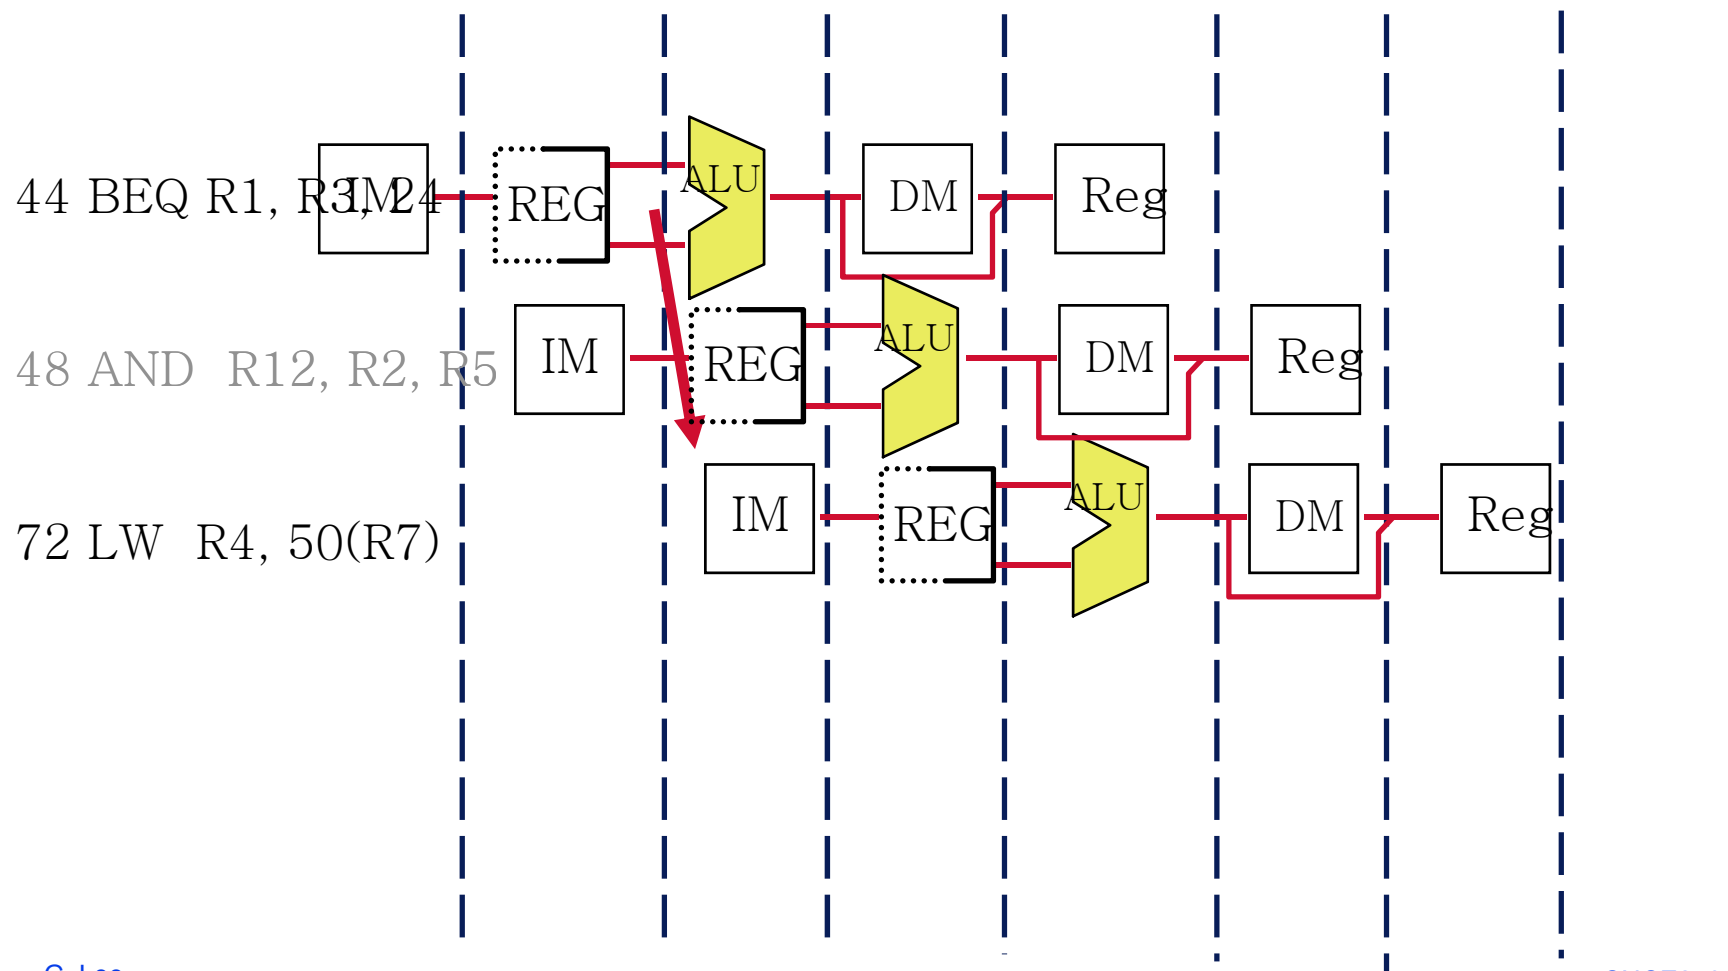 44 BEQ R1, R3, 24
IM
REG
ALU
DM
Reg
48 AND R12, R2, R5
IM
REG
ALU
DM
Reg
72 LW R4, 50(R7)
IM
REG
ALU
DM
Reg